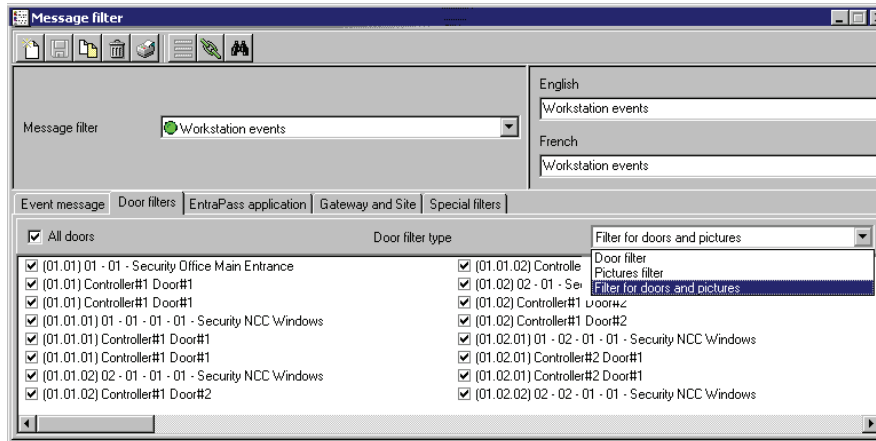 Message filter
English
Workstation events
Message filter
Workstation events
French
Workstation events
Event message
Door filters
EntraPass application
Gateway and Site
Special filters
All doors
Door filter type
Filter for doors and pictures
Door filter
Pictures filter
Filter for doors and pictures
(01.01) 01 - 01 - Security Office Main Entrance
(01.01) Controller#1 Door#1
(01.01) Controller#1 Door#1
(01.01.01) 01 - 01 - 01 - 01 - Security NCC Windows
(01.01.01) Controller#1 Door#1
(01.01.01) Controller#1 Door#1
(01.01.02) 02 - 01 - 01 - 01 - Security NCC Windows
(01.01.02) Controller#1 Door#2
(01.01.02) Controlle
(01.02) 02 - 01 - Se
(01.02) Controller#1 Door#2
(01.02) Controller#1 Door#2
(01.02.01) 01 - 02 - 01 - 01 - Security NCC Windows
(01.02.01) Controller#2 Door#1
(01.02.01) Controller#2 Door#1
(01.02.02) 02 - 02 - 01 - 01 - Security NCC Windows